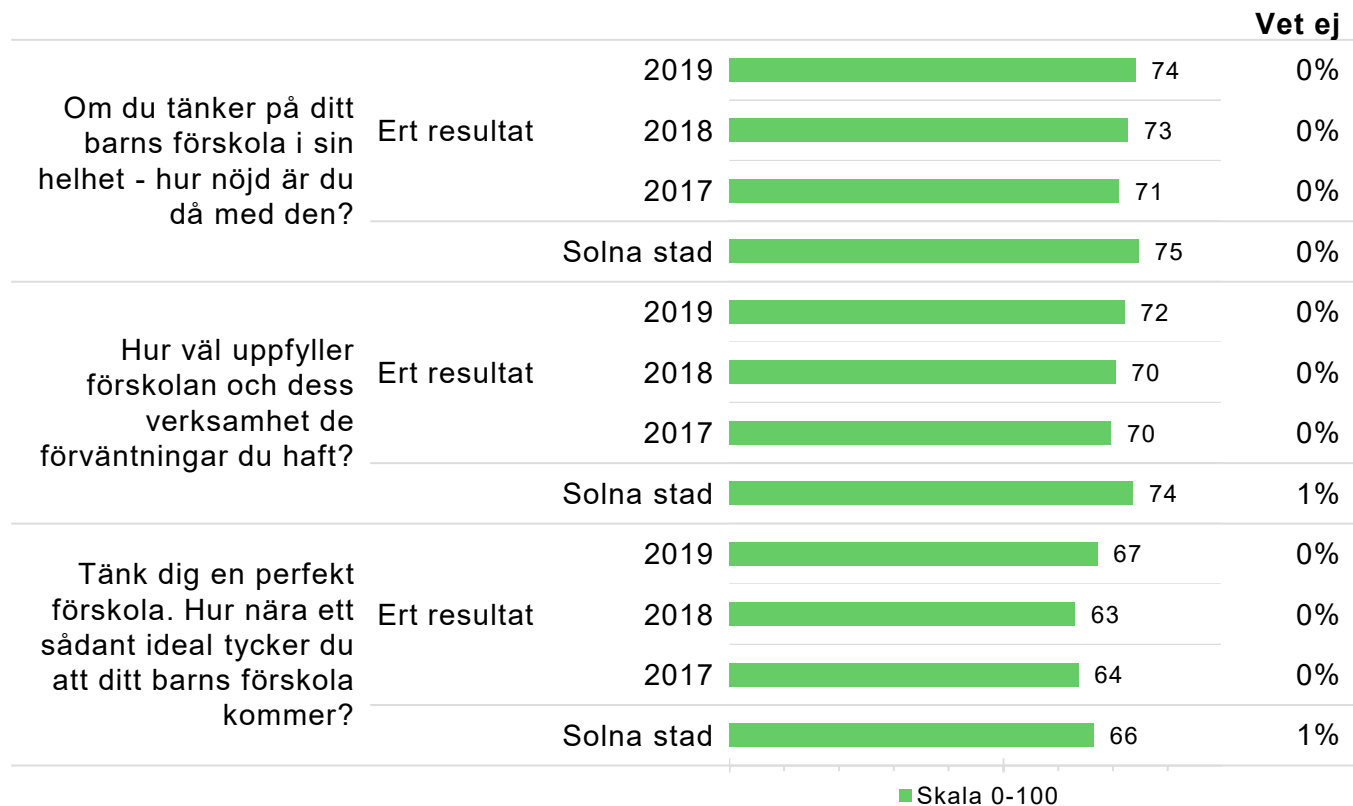 Vet ej
Om du tänker på ditt
barns förskola i sin
helhet - hur nöjd är du
då med den?
Ert resultat
2019 74 0%
2018 73 0%
2017 71 0%
Solna stad 75 0%
Hur väl uppfyller
förskolan och dess
verksamhet de
förväntningar du haft?
Ert resultat
2019 72 0%
2018 70 0%
2017 70 0%
Solna stad 74 1%
Tänk dig en perfekt
förskola. Hur nära ett
sådant ideal tycker du
att ditt barns förskola
kommer?
Ert resultat
2019 67 0%
2018 63 0%
2017 64 0%
Solna stad 66 1%
Skala 0-100